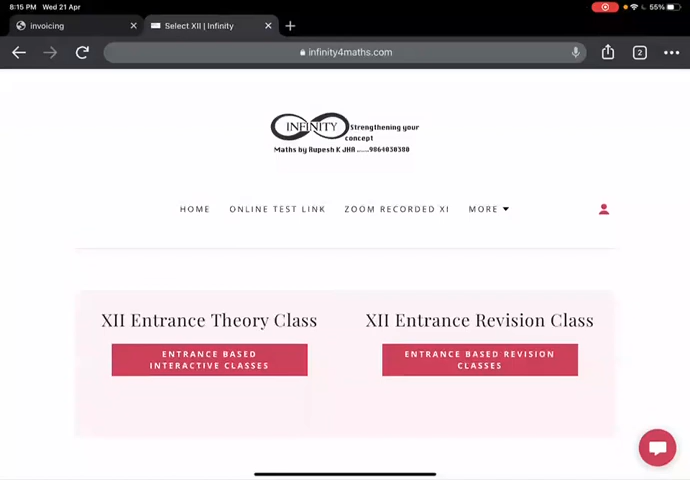 8:15 PM Wed 21 Apr
55%
invoicing
Select XII | Infinity
infinity4maths.com
2
INFINITY Strengthening your
concept
Maths by Rupesh K JHA .......9864030380
HOME ONLINE TEST LINK ZOOM RECORDED XI MORE
XII Entrance Theory Class
ENTRANCE BASED
INTERACTIVE CLASSES
XII Entrance Revision Class
ENTRANCE BASED REVISION
CLASSES